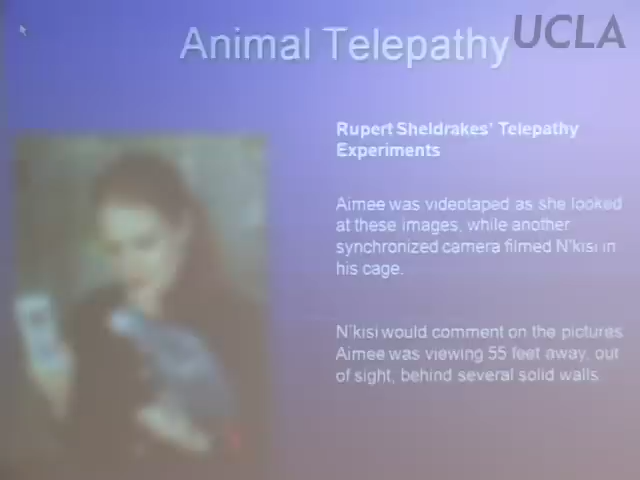 Animal Telepathy
UCLA
Rupert Sheldrakes' Telepathy
Experiments
Aimee was videotaped as she looked
at these images, while another
synchronized camera filmed N'kisi in
his cage.
N'kisi would comment on the pictures
Aimee was viewing 55 feet away, out
of sight, behind several solid walls.